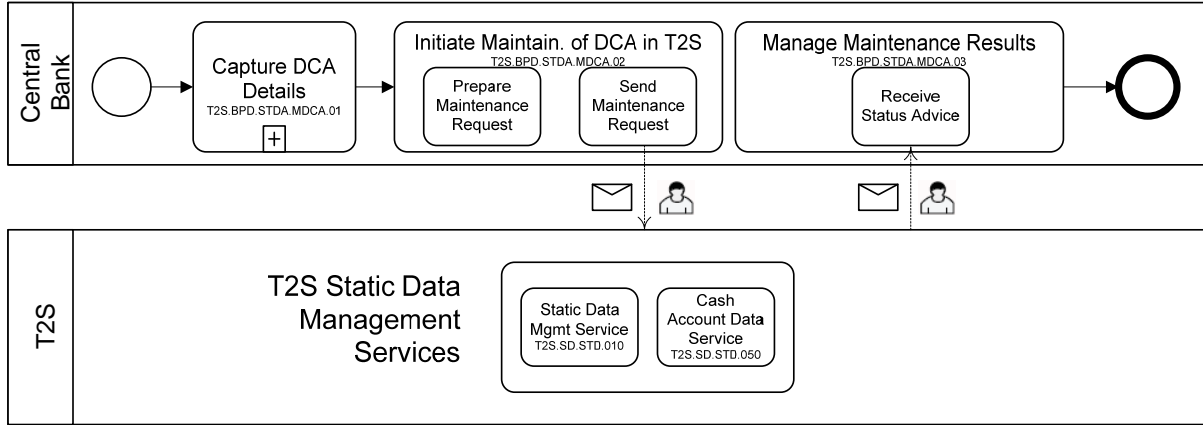 Central
Bank
Capture DCA
Details
T2S.BPD.STDA.MDCA.01
+
Initiate Maintain. of DCA in T2S
T2S.BPD.STDA.MDCA.02
Prepare
Maintenance
Request
Send
Maintenance
Request
Manage Maintenance Results
T2S.BPD.STDA.MDCA.03
Receive
Status Advice
T2S
T2S Static Data
Management
Services
Static Data
Mgmt Service
T2S.SD.STD.010
Cash
Account Data
Service
T2S.SD.STD.050